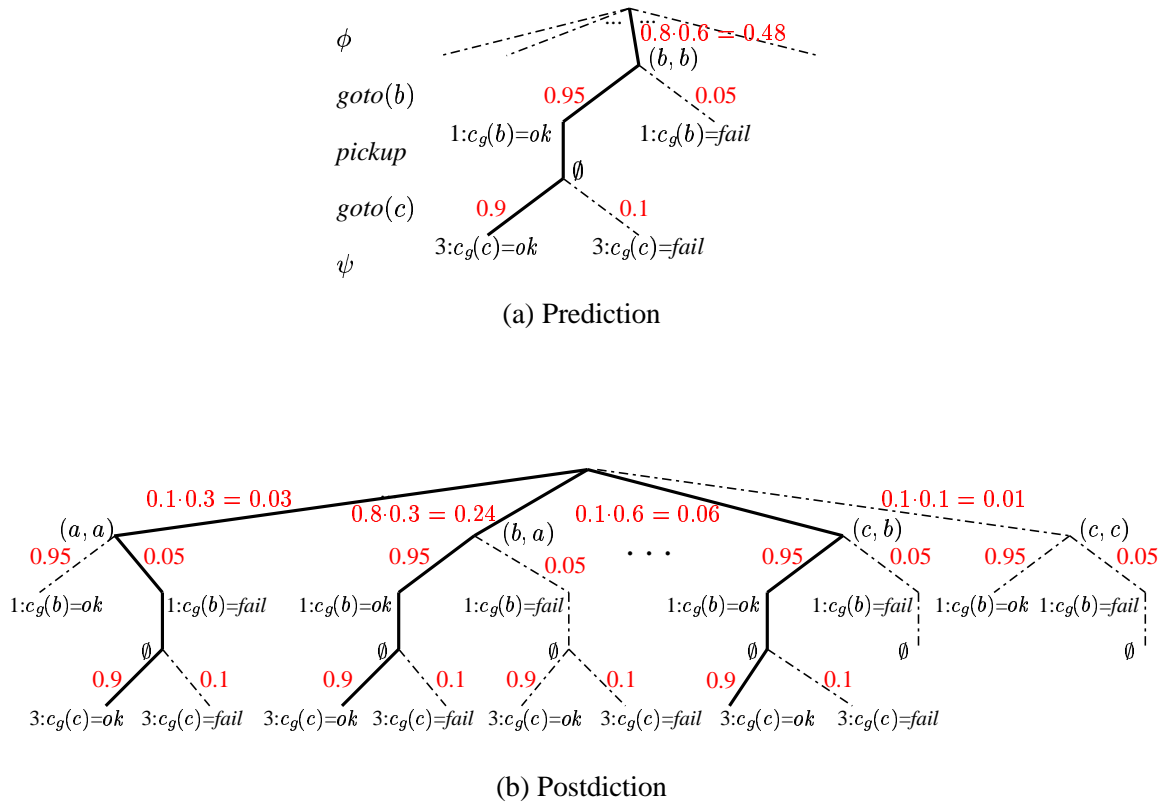 ... ...
ϕ 0.8·0.6 = 0.48
(b, b)
goto(b) 0.95 0.05
1:c_g(b)=ok 1:c_g(b)=fail
pickup
∅
goto(c) 0.9 0.1
3:c_g(c)=ok 3:c_g(c)=fail
ψ
(a) Prediction
0.1·0.3 = 0.03 0.8·0.3 = 0.24 0.1·0.6 = 0.06 0.1·0.1 = 0.01
(a, a) (b, a) ... (c, b) (c, c)
0.95 0.05 0.95 0.05 0.95 0.05 0.95 0.05
1:c_g(b)=ok 1:c_g(b)=fail 1:c_g(b)=ok 1:c_g(b)=fail 1:c_g(b)=ok 1:c_g(b)=fail 1:c_g(b)=ok 1:c_g(b)=fail
∅ ∅ ∅ ∅ ∅ ∅
0.9 0.1 0.9 0.1 0.9 0.1 0.9 0.1
3:c_g(c)=ok 3:c_g(c)=fail 3:c_g(c)=ok 3:c_g(c)=fail 3:c_g(c)=ok 3:c_g(c)=fail 3:c_g(c)=ok 3:c_g(c)=fail
(b) Postdiction